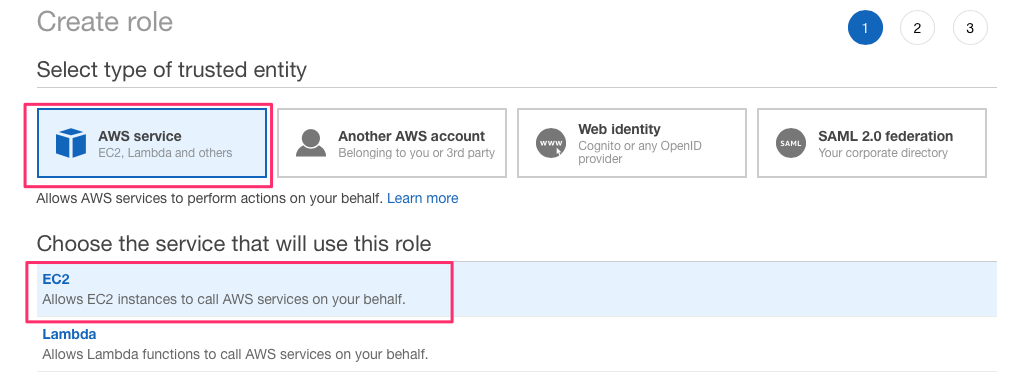 Create role
1
2
3
Select type of trusted entity
AWS service
EC2, Lambda and others
Another AWS account
Belonging to you or 3rd party
www
Web identity
Cognito or any OpenID
provider
SAML
SAML 2.0 federation
Your corporate directory
Allows AWS services to perform actions on your behalf. Learn more
Choose the service that will use this role
EC2
Allows EC2 instances to call AWS services on your behalf.
Lambda
Allows Lambda functions to call AWS services on your behalf.